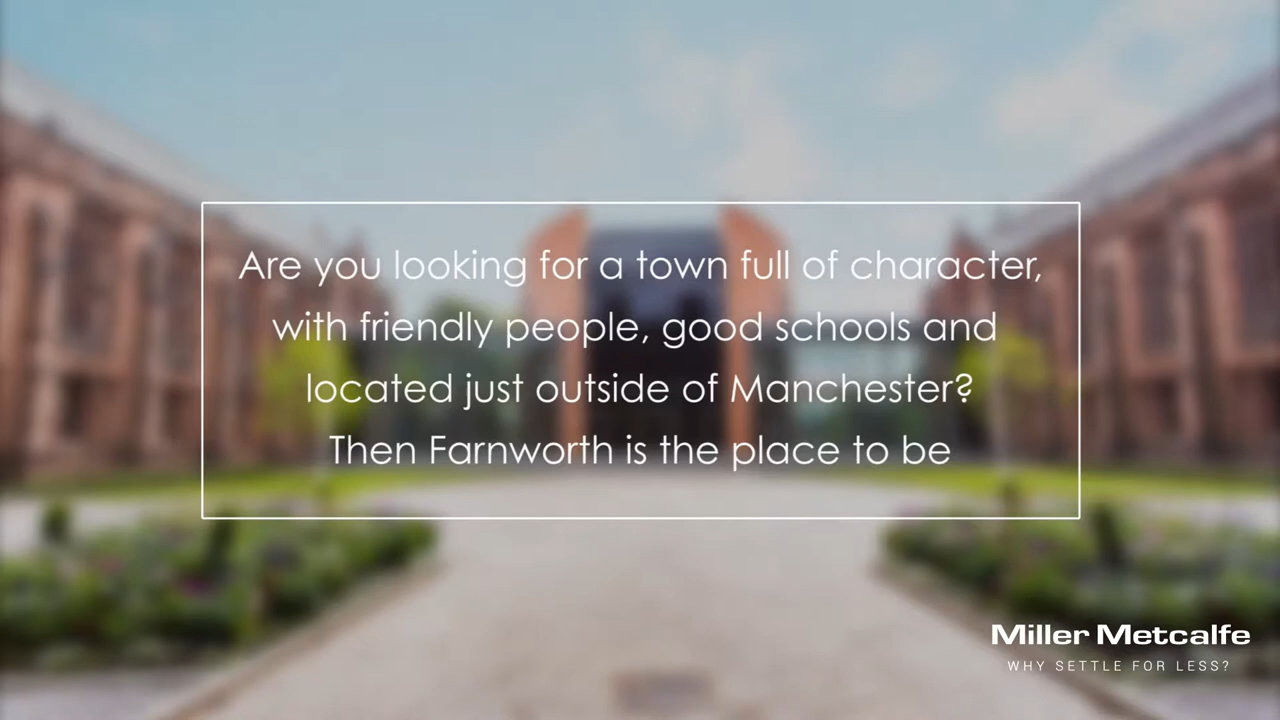 Are you looking for a town full of character,
with friendly people, good schools and
located just outside of Manchester?
Then Farnworth is the place to be
Miller Metcalfe
WHY SETTLE FOR LESS?